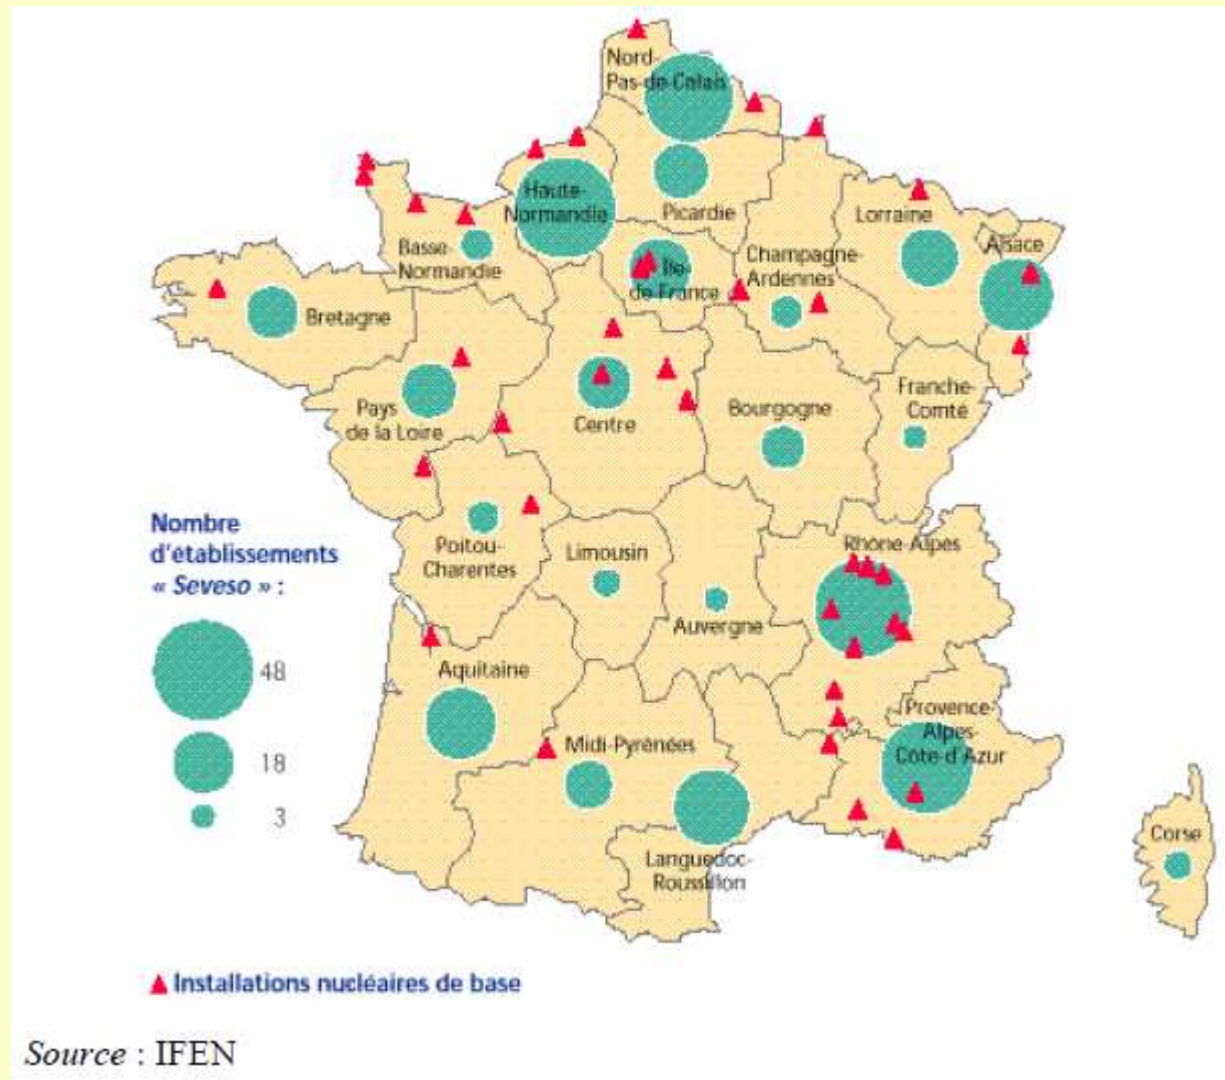 Nord-
Pas-de-Calais
Haute-
Normandie
Picardie
Lorraine
Alsace
Basse-
Normandie
Champagne-
Ardennes
Île-
de France
Bretagne
Pays
de la Loire
Centre
Bourgogne
Franche-
Comté
Nombre
d'établissements
« Seveso » :
48
18
3
Poitou-
Charentes
Limousin
Auvergne
Rhône-Alpes
Aquitaine
Midi-Pyrénées
Provence-
Alpes-
Côte-d'Azur
Languedoc-
Roussillon
Corse
Installations nucléaires de base
Source : IFEN